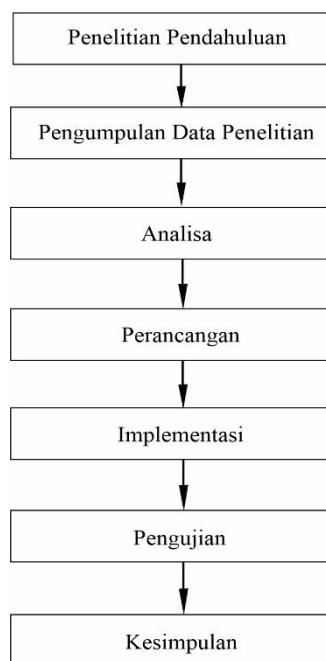 Penelitian Pendahuluan
Pengumpulan Data Penelitian
Analisa
Perancangan
Implementasi
Pengujian
Kesimpulan